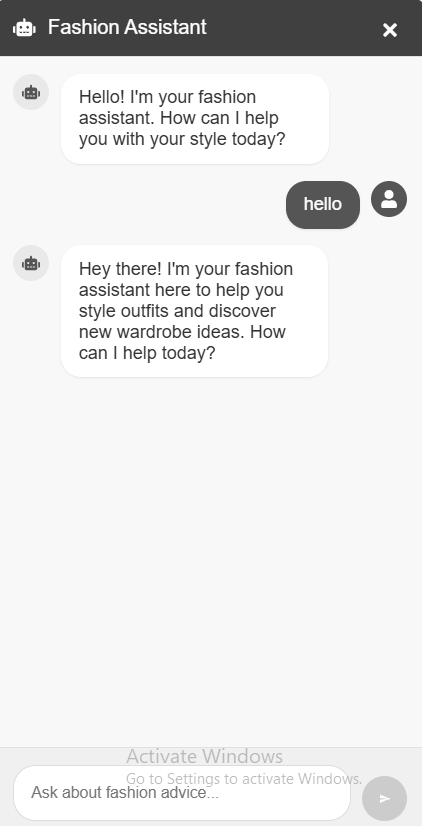 Fashion Assistant
Hello! I'm your fashion
assistant. How can I help
you with your style today?
hello
Hey there! I'm your fashion
assistant here to help you
style outfits and discover
new wardrobe ideas. How
can I help today?
Activate Windows
Go to Settings to activate Windows.
Ask about fashion advice...